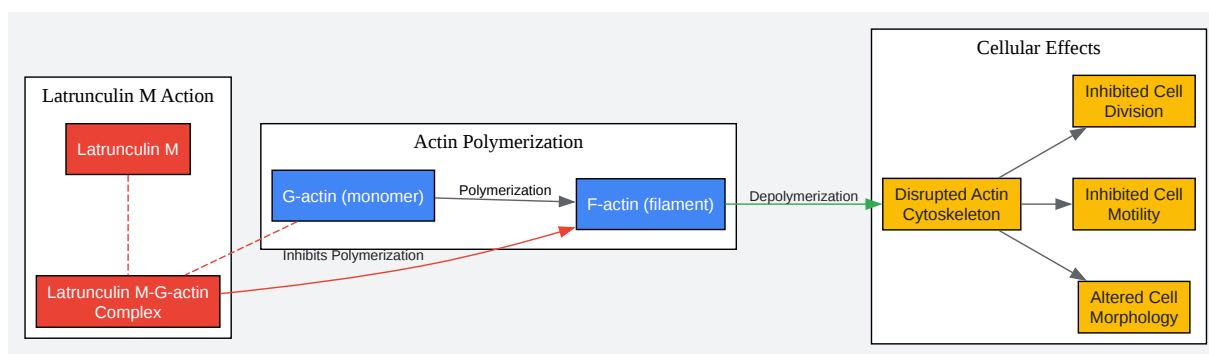 Latrunculin M Action
Latrunculin M
Latrunculin M-G-actin
Complex
Actin Polymerization
G-actin (monomer)
Polymerization
F-actin (filament)
Inhibits Polymerization
Depolymerization
Cellular Effects
Disrupted Actin
Cytoskeleton
Inhibited Cell
Division
Inhibited Cell
Motility
Altered Cell
Morphology